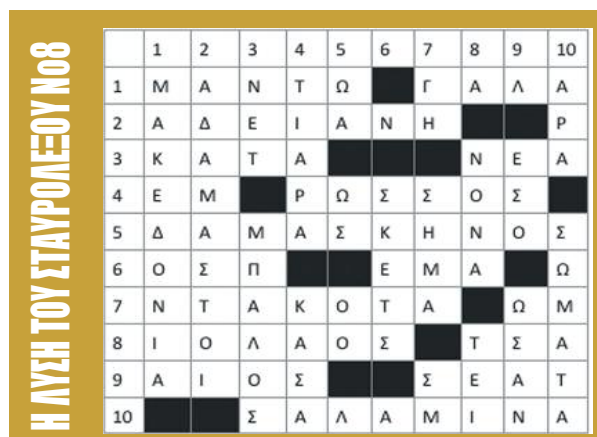 Η ΛΥΣΗ ΤΟΥ ΣΤΑΥΡΟΛΕΞΟΥ Νο8
1 2 3 4 5 6 7 8 9 10
1 Μ Α Ν Τ Ω Γ Α Λ Α
2 Α Δ Ε Ι Α Ν Η Ρ
3 Κ Α Τ Α Ν Ε Α
4 Ε Μ Ρ Ω Σ Σ Ο Σ
5 Δ Α Μ Α Σ Κ Η Ν Ο Σ
6 Ο Σ Π Ε Μ Α Ω
7 Ν Τ Α Κ Ο Τ Α Ω Μ
8 Ι Ο Λ Α Ο Σ Τ Σ Α
9 Α Ι Ο Σ Σ Ε Α Τ
10 Σ Α Λ Α Μ Ι Ν Α